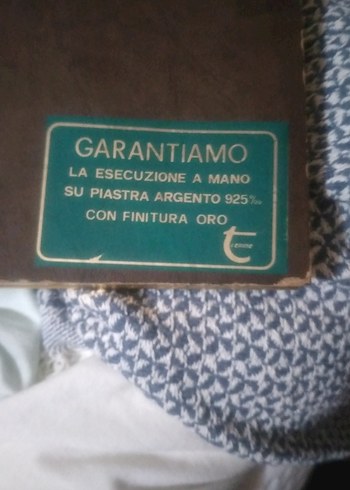 GARANTIAMO
LA ESECUZIONE A MANO
SU PIASTRA ARGENTO 925‰
CON FINITURA ORO
t